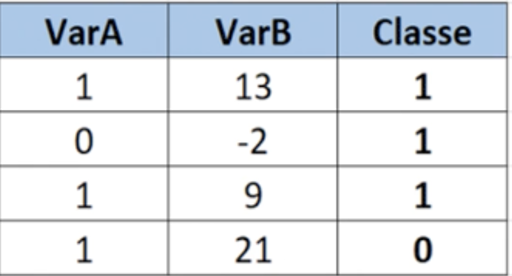 VarA VarB Classe
1 13 1
0 -2 1
1 9 1
1 21 0